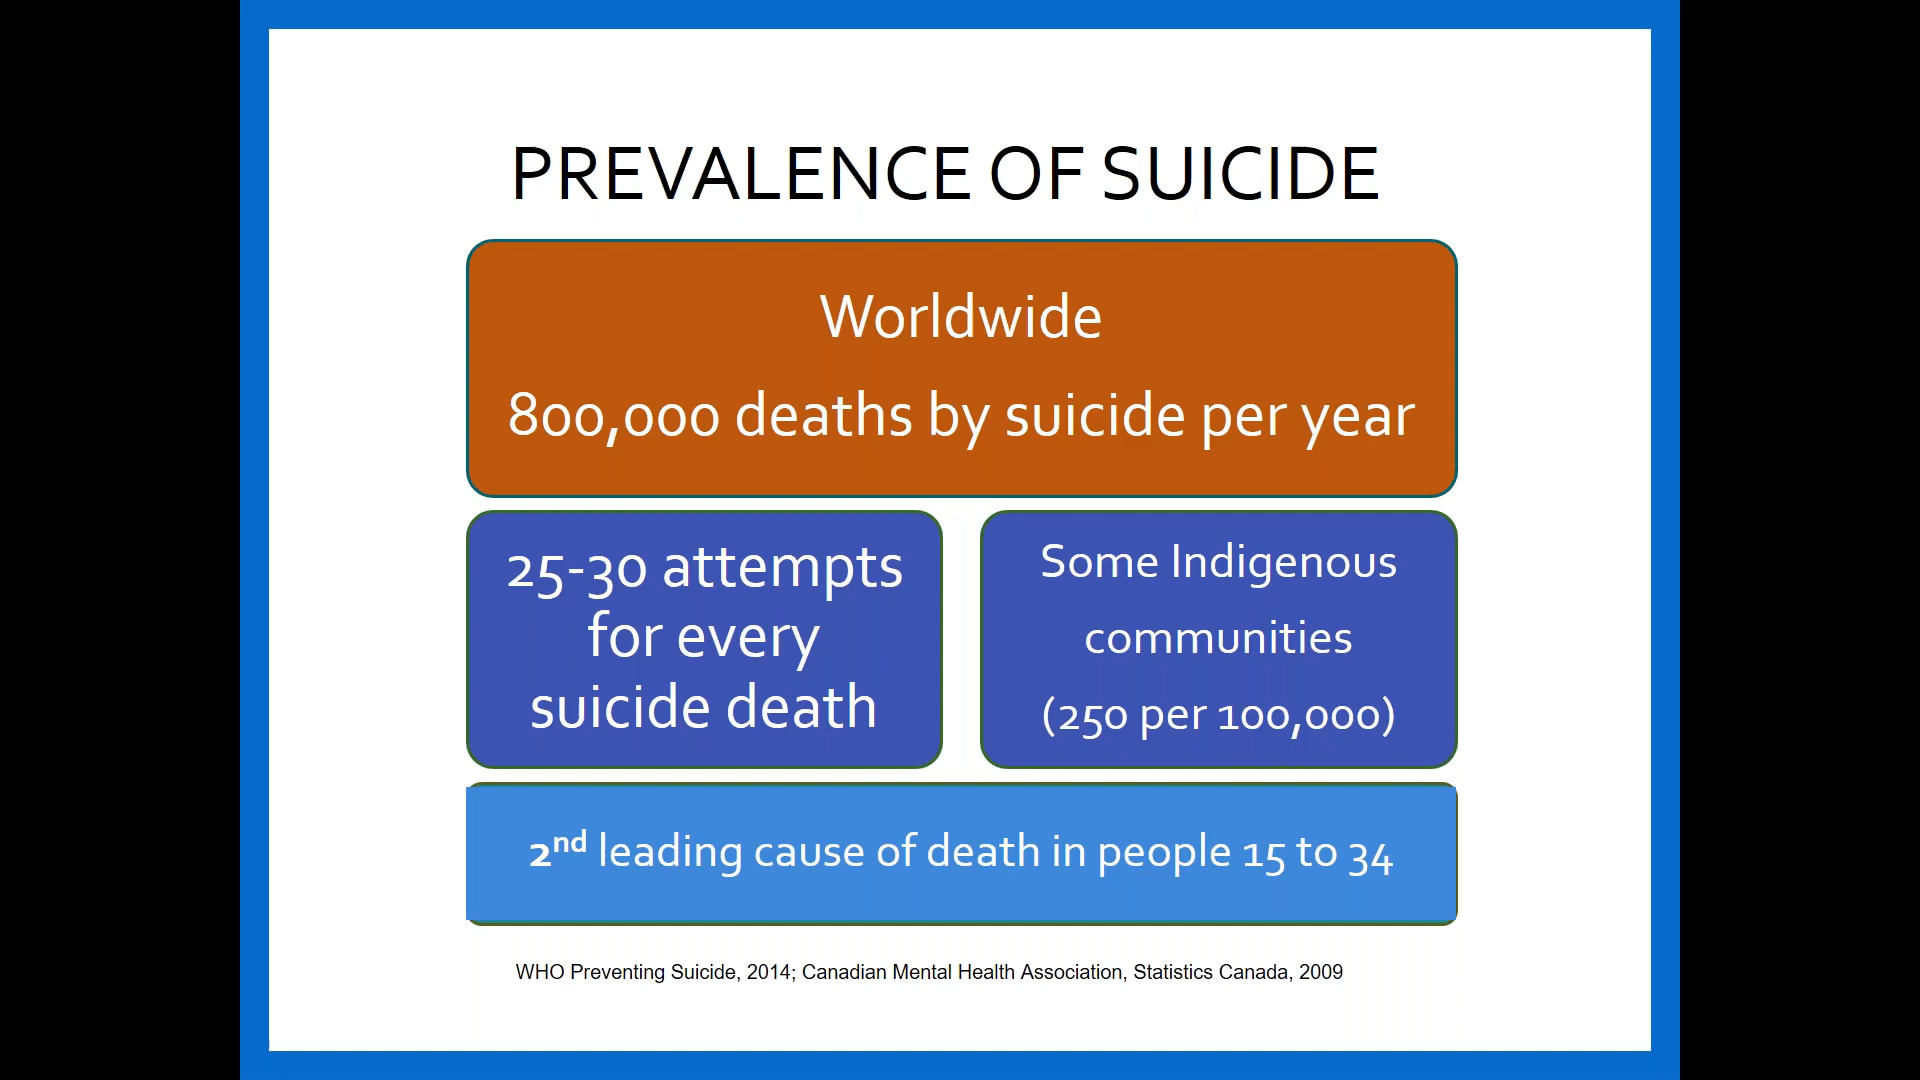 PREVALENCE OF SUICIDE
Worldwide
800,000 deaths by suicide per year
25-30 attempts
for every
suicide death
Some Indigenous
communities
(250 per 100,000)
2nd leading cause of death in people 15 to 34
WHO Preventing Suicide, 2014; Canadian Mental Health Association, Statistics Canada, 2009